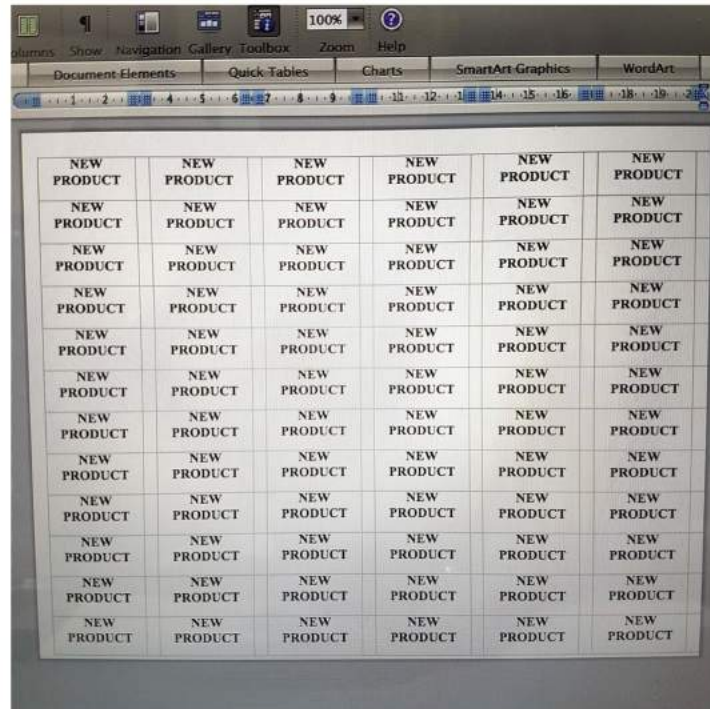 100% ?
olumns Show Navigation Gallery Toolbox Zoom Help
Document Elements Quick Tables Charts SmartArt Graphics WordArt
1 2 4 5 6 7 8 9 11 12 1 14 15 16 18 19 2
NEW NEW NEW NEW NEW NEW
PRODUCT PRODUCT PRODUCT PRODUCT PRODUCT PRODUCT
NEW NEW NEW NEW NEW NEW
PRODUCT PRODUCT PRODUCT PRODUCT PRODUCT PRODUCT
NEW NEW NEW NEW NEW NEW
PRODUCT PRODUCT PRODUCT PRODUCT PRODUCT PRODUCT
NEW NEW NEW NEW NEW NEW
PRODUCT PRODUCT PRODUCT PRODUCT PRODUCT PRODUCT
NEW NEW NEW NEW NEW NEW
PRODUCT PRODUCT PRODUCT PRODUCT PRODUCT PRODUCT
NEW NEW NEW NEW NEW NEW
PRODUCT PRODUCT PRODUCT PRODUCT PRODUCT PRODUCT
NEW NEW NEW NEW NEW NEW
PRODUCT PRODUCT PRODUCT PRODUCT PRODUCT PRODUCT
NEW NEW NEW NEW NEW NEW
PRODUCT PRODUCT PRODUCT PRODUCT PRODUCT PRODUCT
NEW NEW NEW NEW NEW NEW
PRODUCT PRODUCT PRODUCT PRODUCT PRODUCT PRODUCT
NEW NEW NEW NEW NEW NEW
PRODUCT PRODUCT PRODUCT PRODUCT PRODUCT PRODUCT
NEW NEW NEW NEW NEW NEW
PRODUCT PRODUCT PRODUCT PRODUCT PRODUCT PRODUCT
NEW NEW NEW NEW NEW NEW
PRODUCT PRODUCT PRODUCT PRODUCT PRODUCT PRODUCT